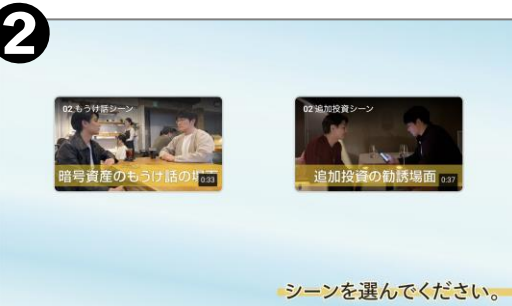 2
02 もうけ話シーン
暗号資産のもうけ話の
0:33
02 追加投資シーン
追加投資の勧誘場面
0:37
シーンを選んでください。